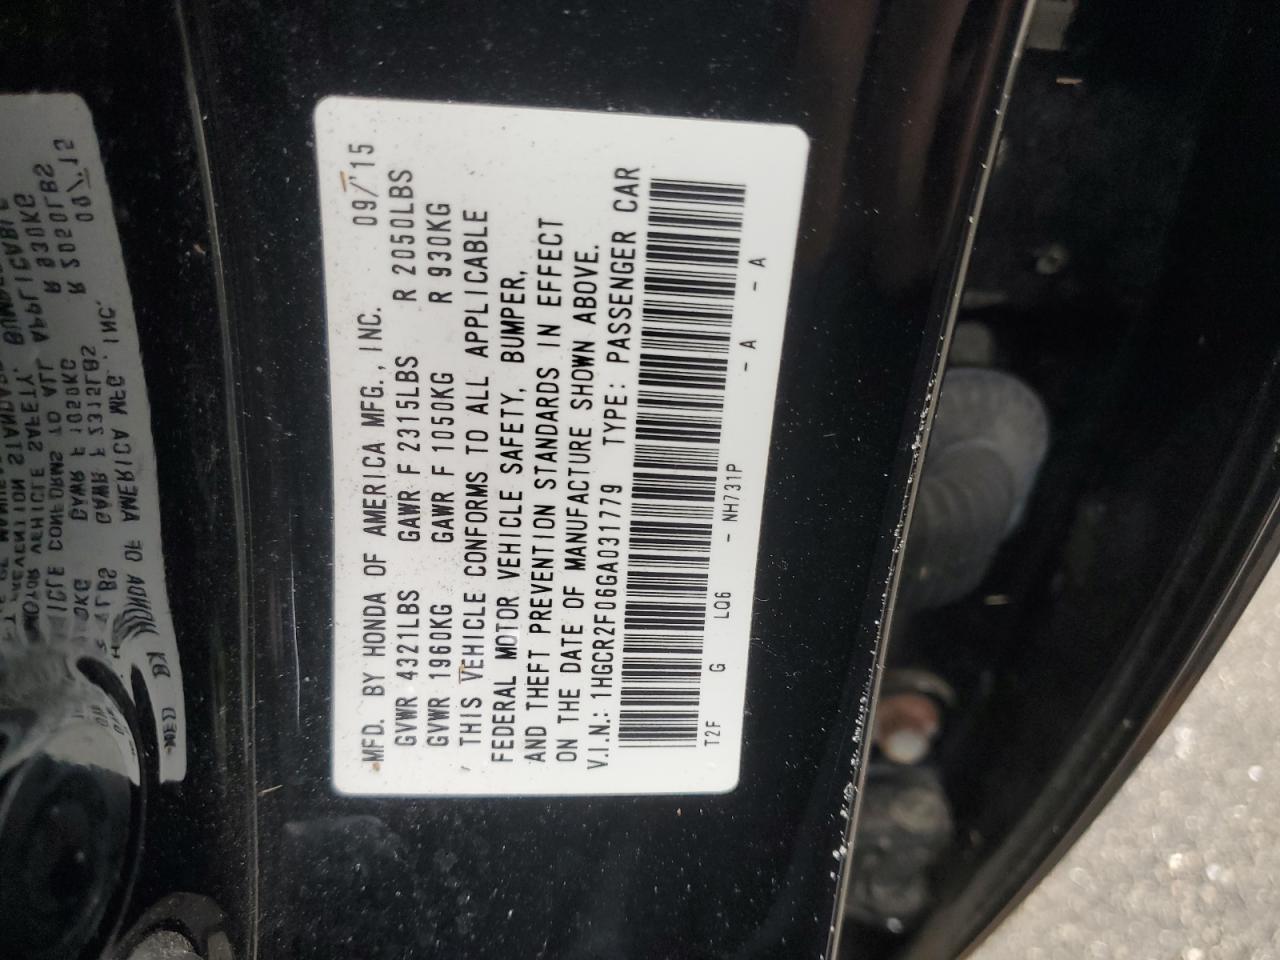 MFD. BY HONDA OF AMERICA MFG., INC. 09/'15
GVWR 4321LBS GAWR F 2315LBS R 2050LBS
GVWR 1960KG GAWR F 1050KG R 930KG
THIS VEHICLE CONFORMS TO ALL APPLICABLE
FEDERAL MOTOR VEHICLE SAFETY, BUMPER,
AND THEFT PREVENTION STANDARDS IN EFFECT
ON THE DATE OF MANUFACTURE SHOWN ABOVE.
V.I.N.: 1HGCR2F06GA031779 TYPE: PASSENGER CAR
T2F G LQ6 - NH731P - A - A